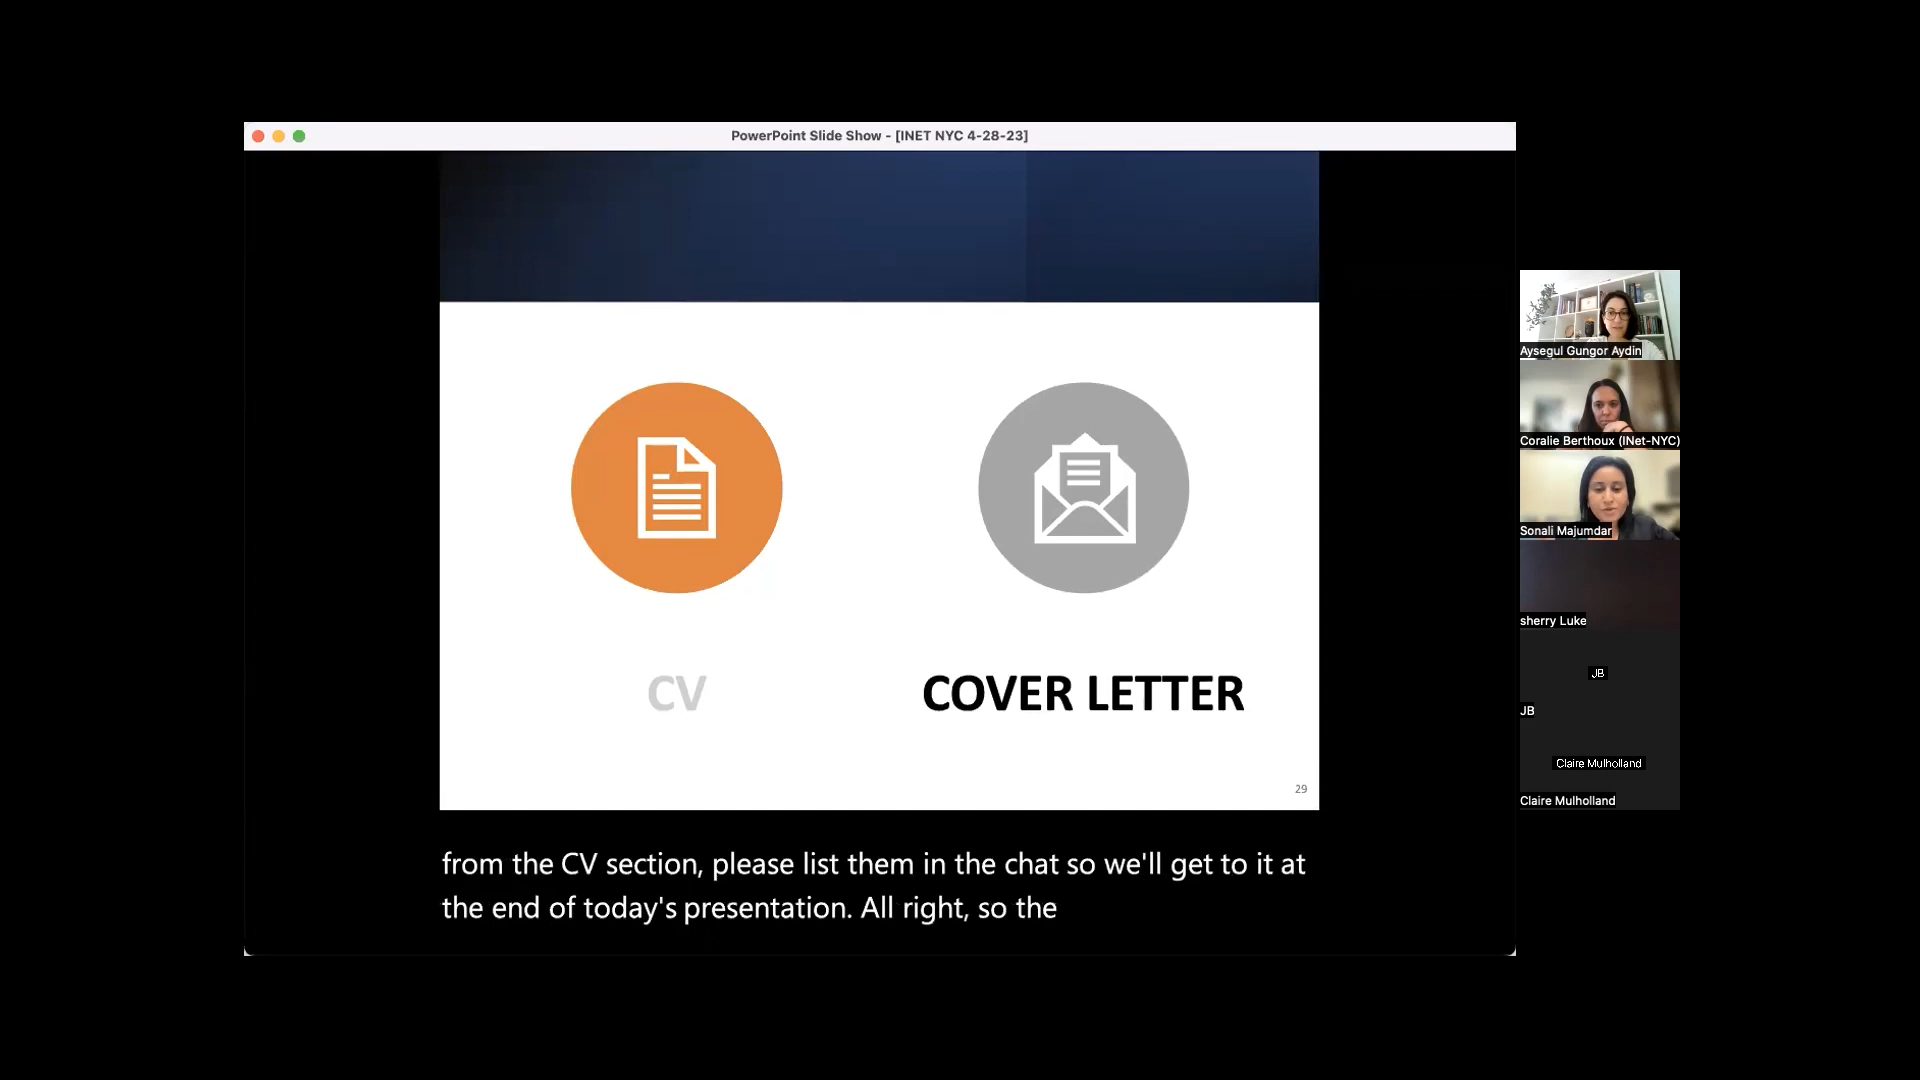 PowerPoint Slide Show - [INET NYC 4-28-23]
CV
COVER LETTER
29
from the CV section, please list them in the chat so we'll get to it at
the end of today's presentation. All right, so the
Aysegul Gungor Aydin
Coralie Berthoux (INet-NYC)
Sonali Majumdar
sherry Luke
JB
JB
Claire Mulholland
Claire Mulholland